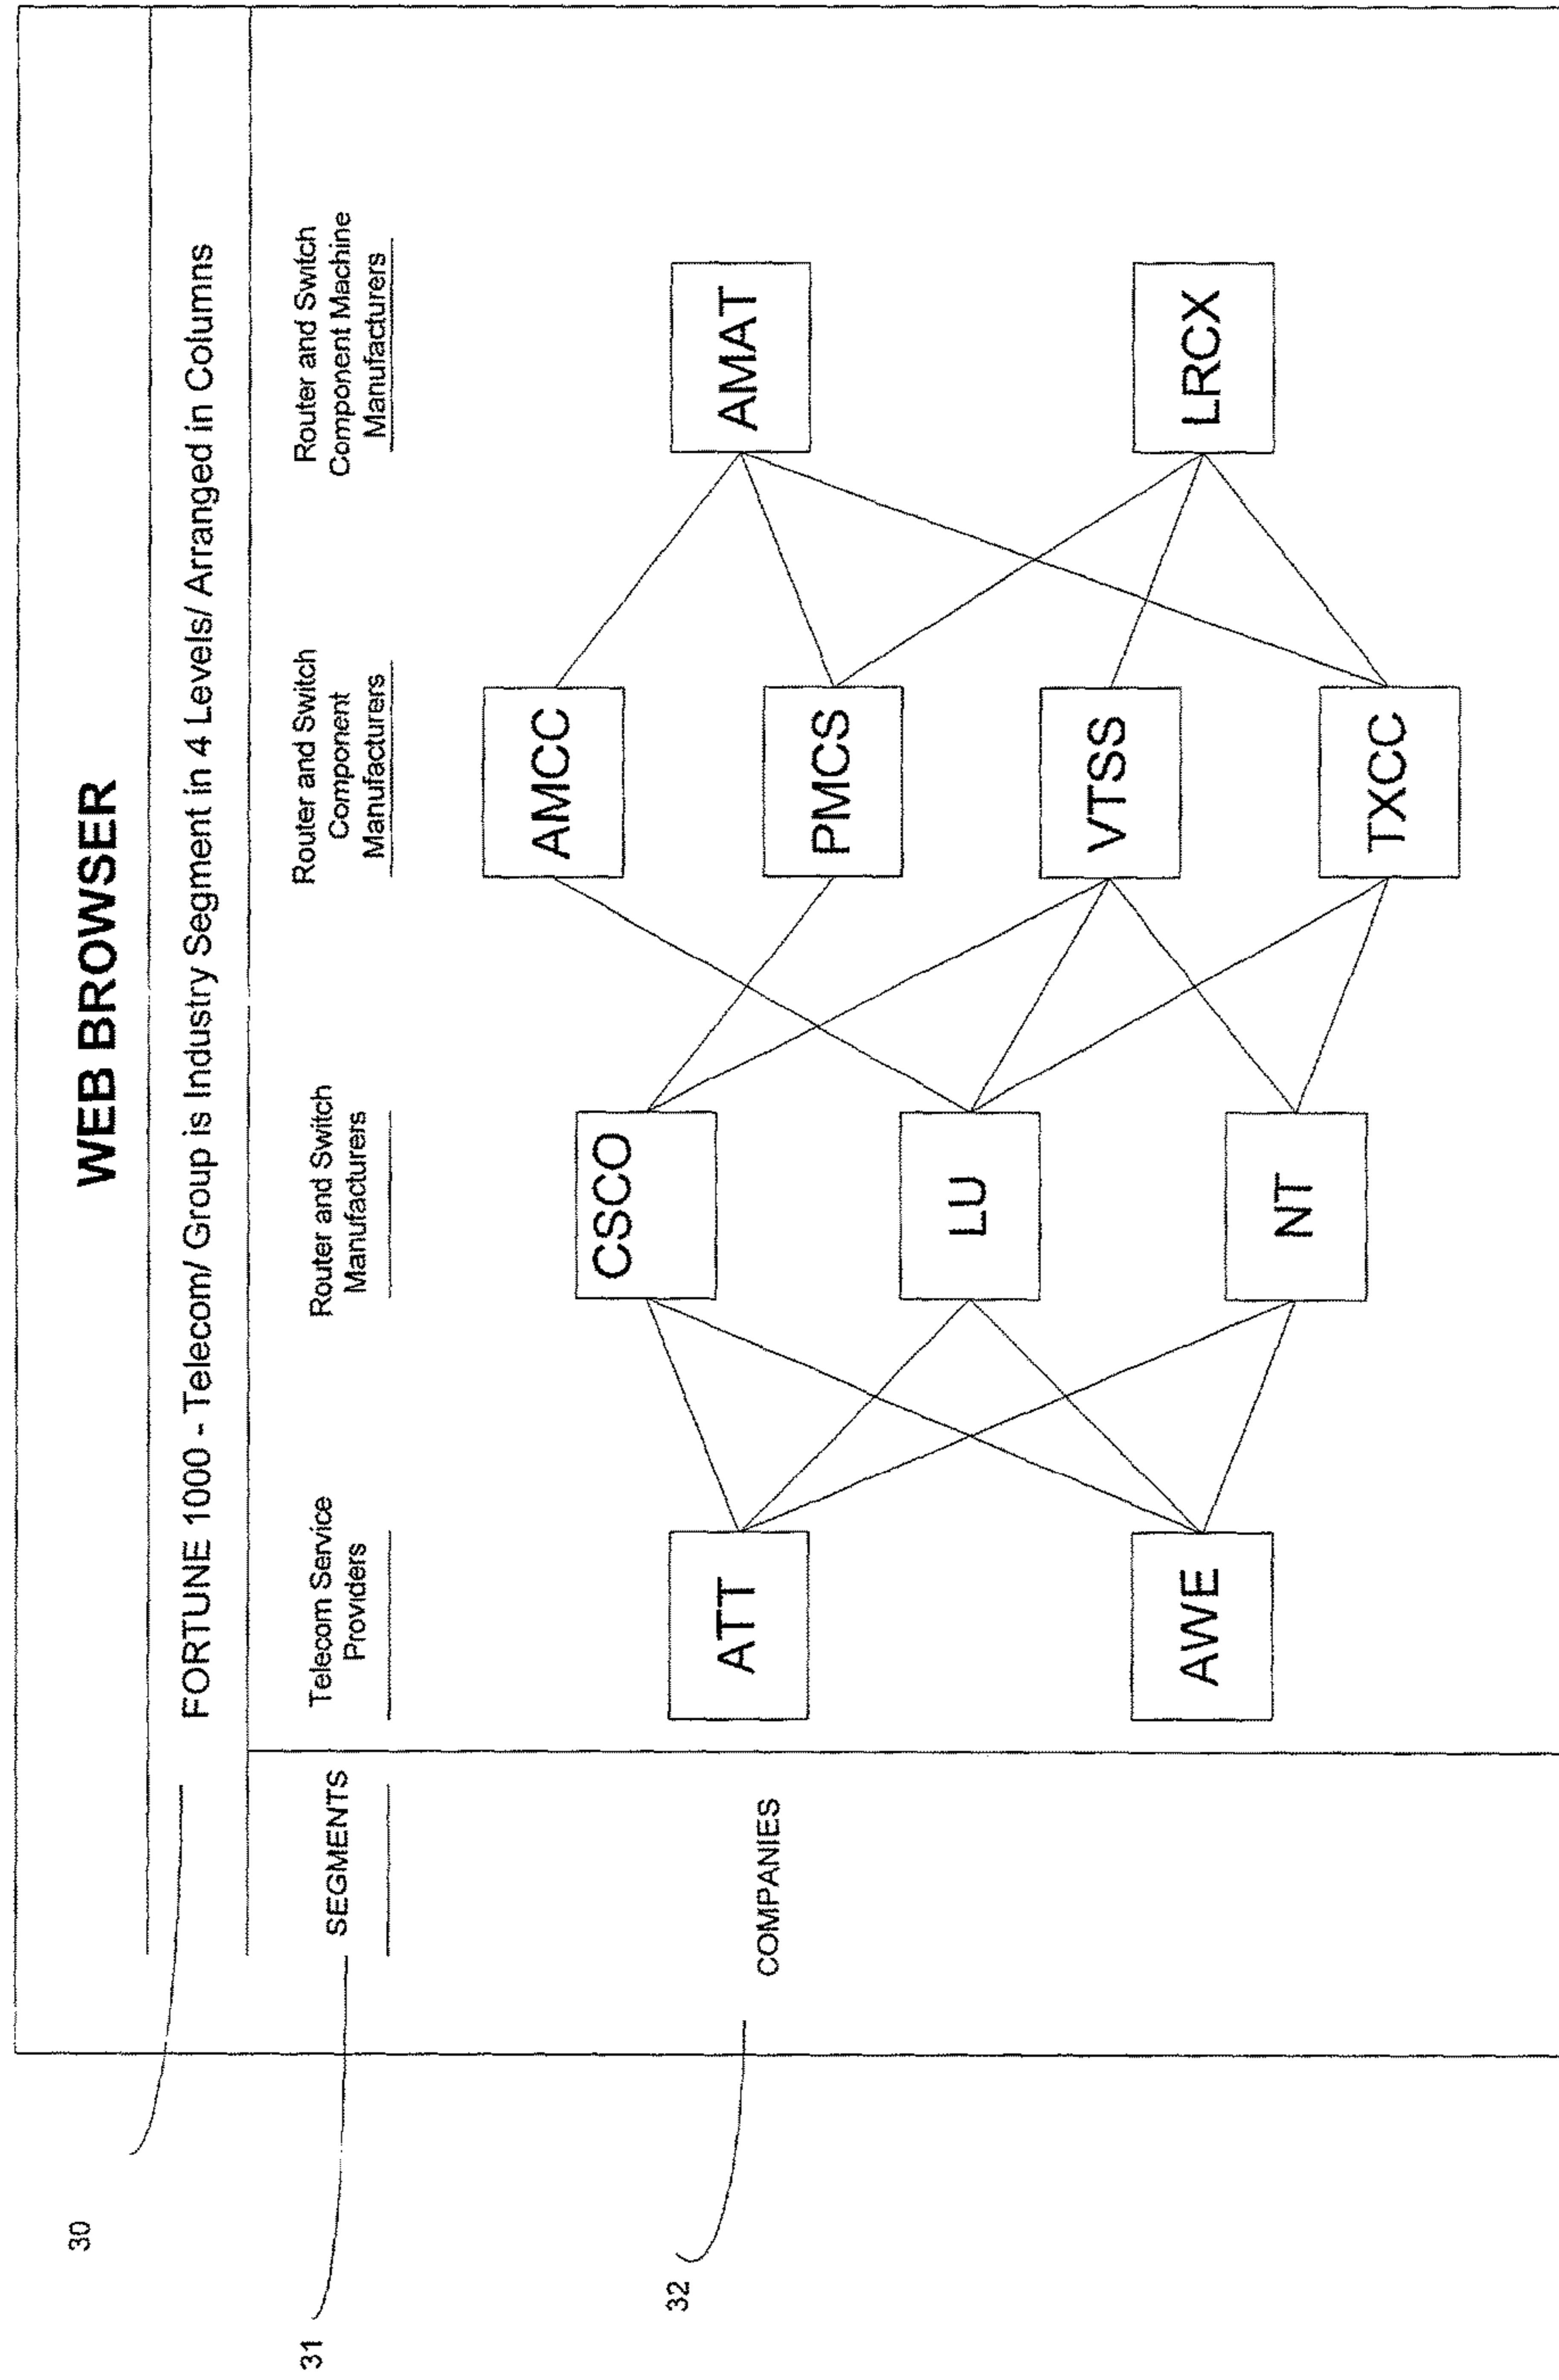 WEB BROWSER
30
FORTUNE 1000 - Telecom/ Group is Industry Segment in 4 Levels/ Arranged in Columns
31
SEGMENTS
Telecom Service
Providers
Router and Switch
Manufacturers
Router and Switch
Component
Manufacturers
Router and Switch
Component Machine
Manufacturers
32
COMPANIES
ATT
AWE
CSCO
LU
NT
AMCC
PMCS
VTSS
TXCC
AMAT
LRCX